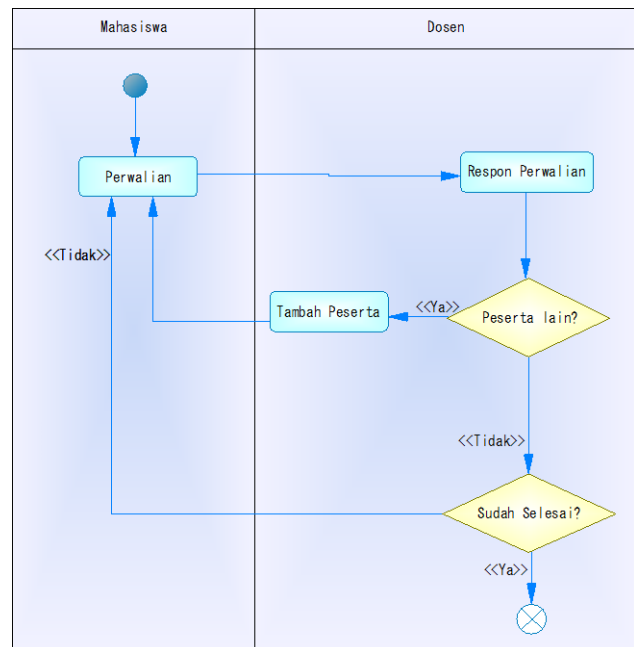 Mahasiswa
Dosen
Perwalian
Respon Perwalian
<<Tidak>>
Tambah Peserta
<<Ya>>
Peserta lain?
<<Tidak>>
Sudah Selesai?
<<Ya>>